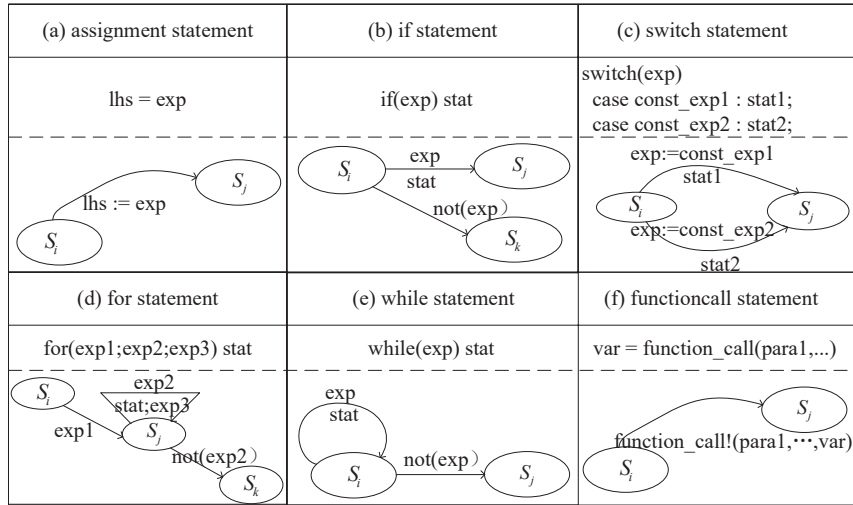 (a) assignment statement
lhs = exp
lhs := exp
S_i
S_j
(b) if statement
if(exp) stat
S_i
exp
stat
S_j
not(exp）
S_k
(c) switch statement
switch(exp)
case const_exp1 : stat1;
case const_exp2 : stat2;
exp:=const_exp1
stat1
S_i
S_j
exp:=const_exp2
stat2
(d) for statement
for(exp1;exp2;exp3) stat
S_i
exp2
stat;exp3
exp1
S_j
not(exp2）
S_k
(e) while statement
while(exp) stat
exp
stat
S_i
not(exp）
S_j
(f) functioncall statement
var = function_call(para1,...)
S_j
function_call!(para1,⋯,var)
S_i